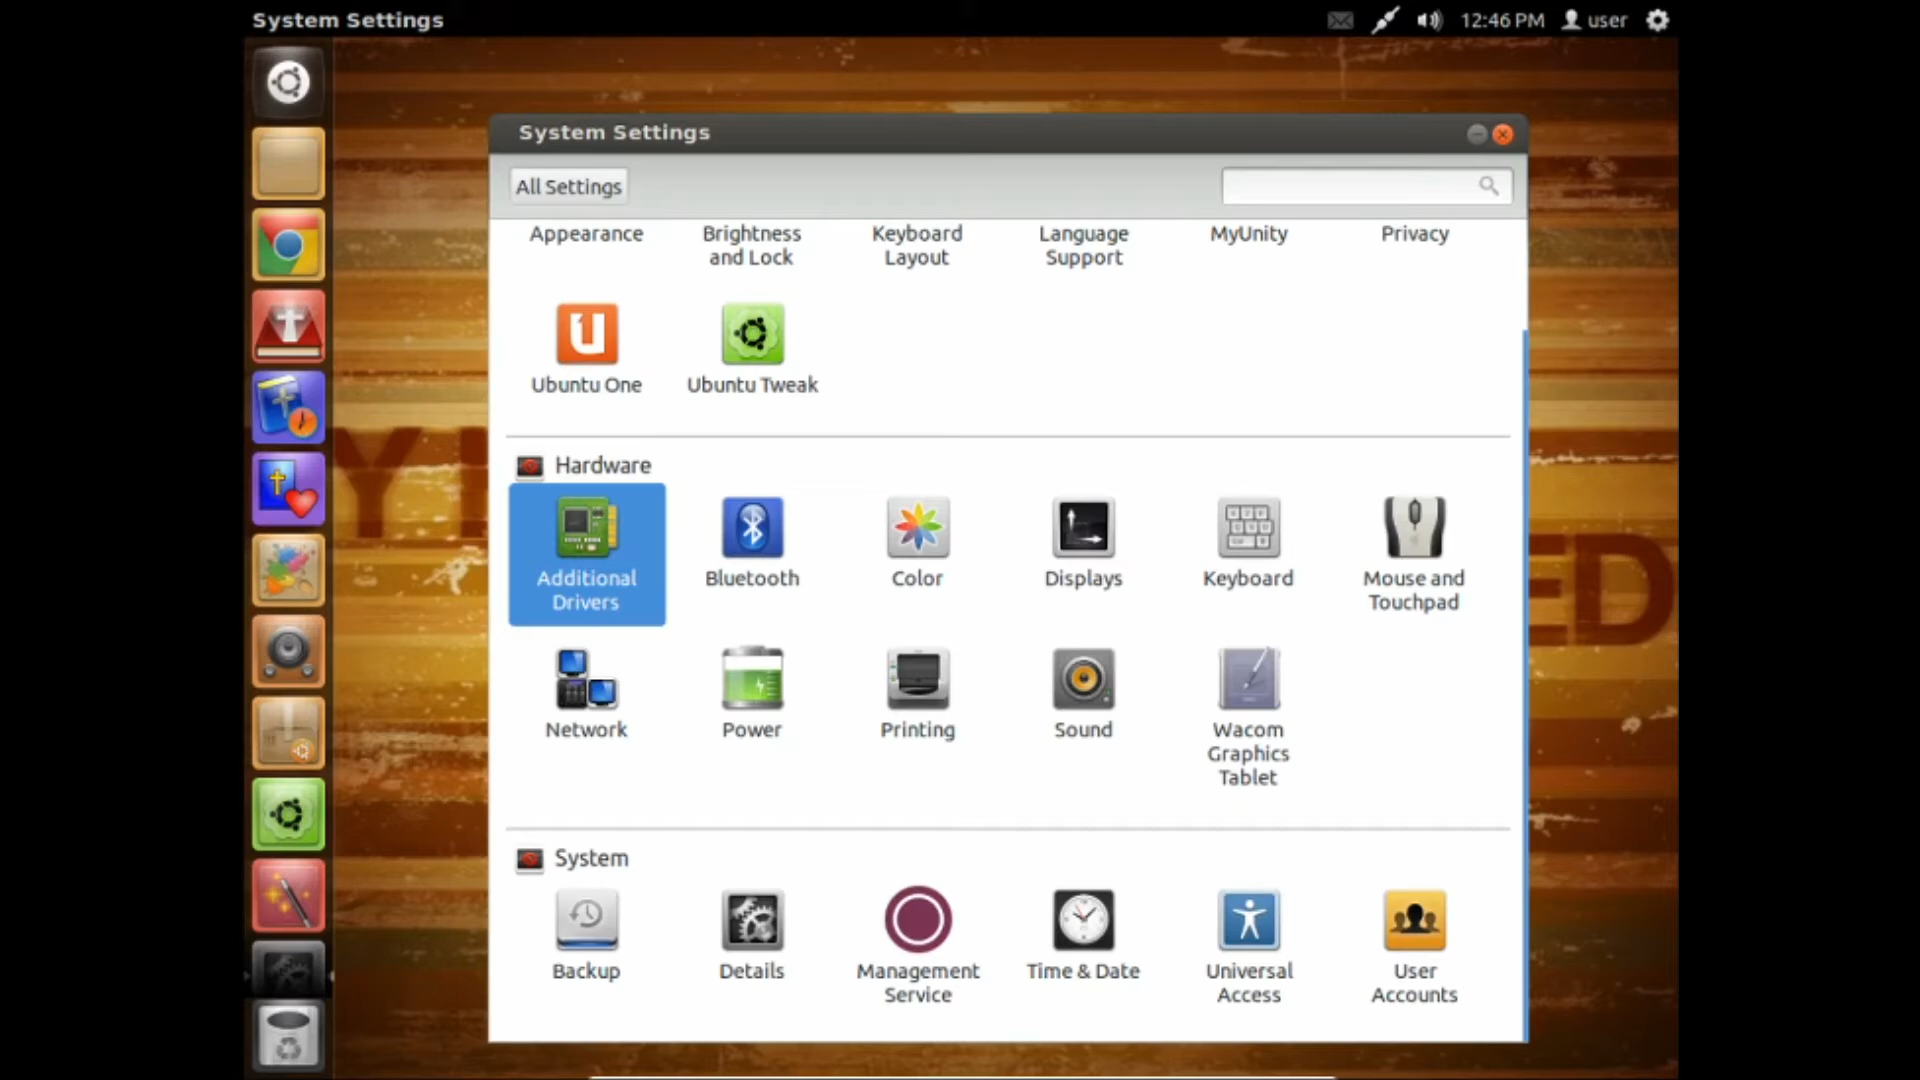 System Settings
12:46 PM
user
System Settings
All Settings
Appearance
Brightness
and Lock
Keyboard
Layout
Language
Support
MyUnity
Privacy
Ubuntu One
Ubuntu Tweak
Hardware
Additional
Drivers
Bluetooth
Color
Displays
Keyboard
Mouse and
Touchpad
Network
Power
Printing
Sound
Wacom
Graphics
Tablet
System
Backup
Details
Management
Service
Time & Date
Universal
Access
User
Accounts